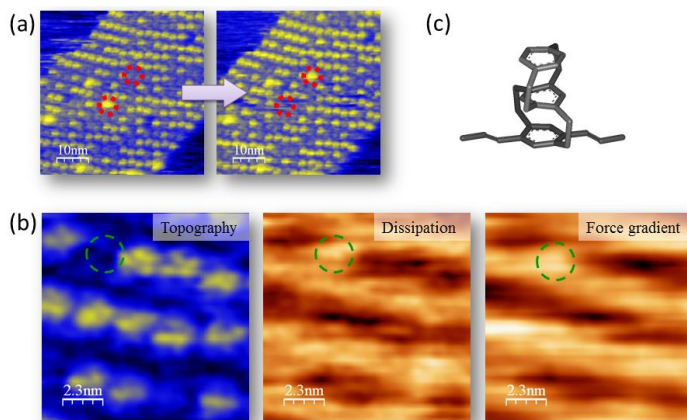 (a)
10nm
10nm
(c)
(b)
Topography
Dissipation
Force gradient
2.3nm
2.3nm
2.3nm